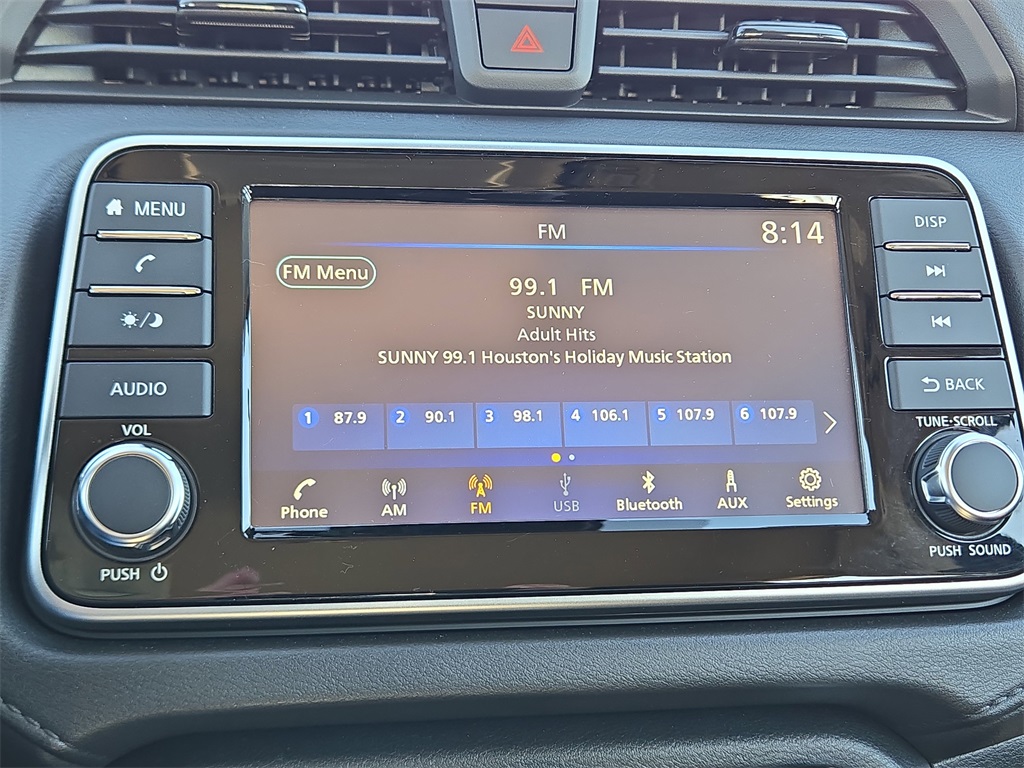 MENU
AUDIO
VOL
PUSH
FM
8:14
FM Menu
99.1 FM
SUNNY
Adult Hits
SUNNY 99.1 Houston's Holiday Music Station
1 87.9 2 90.1 3 98.1 4 106.1 5 107.9 6 107.9
Phone AM FM USB Bluetooth AUX Settings
DISP
BACK
TUNE·SCROLL
PUSH SOUND